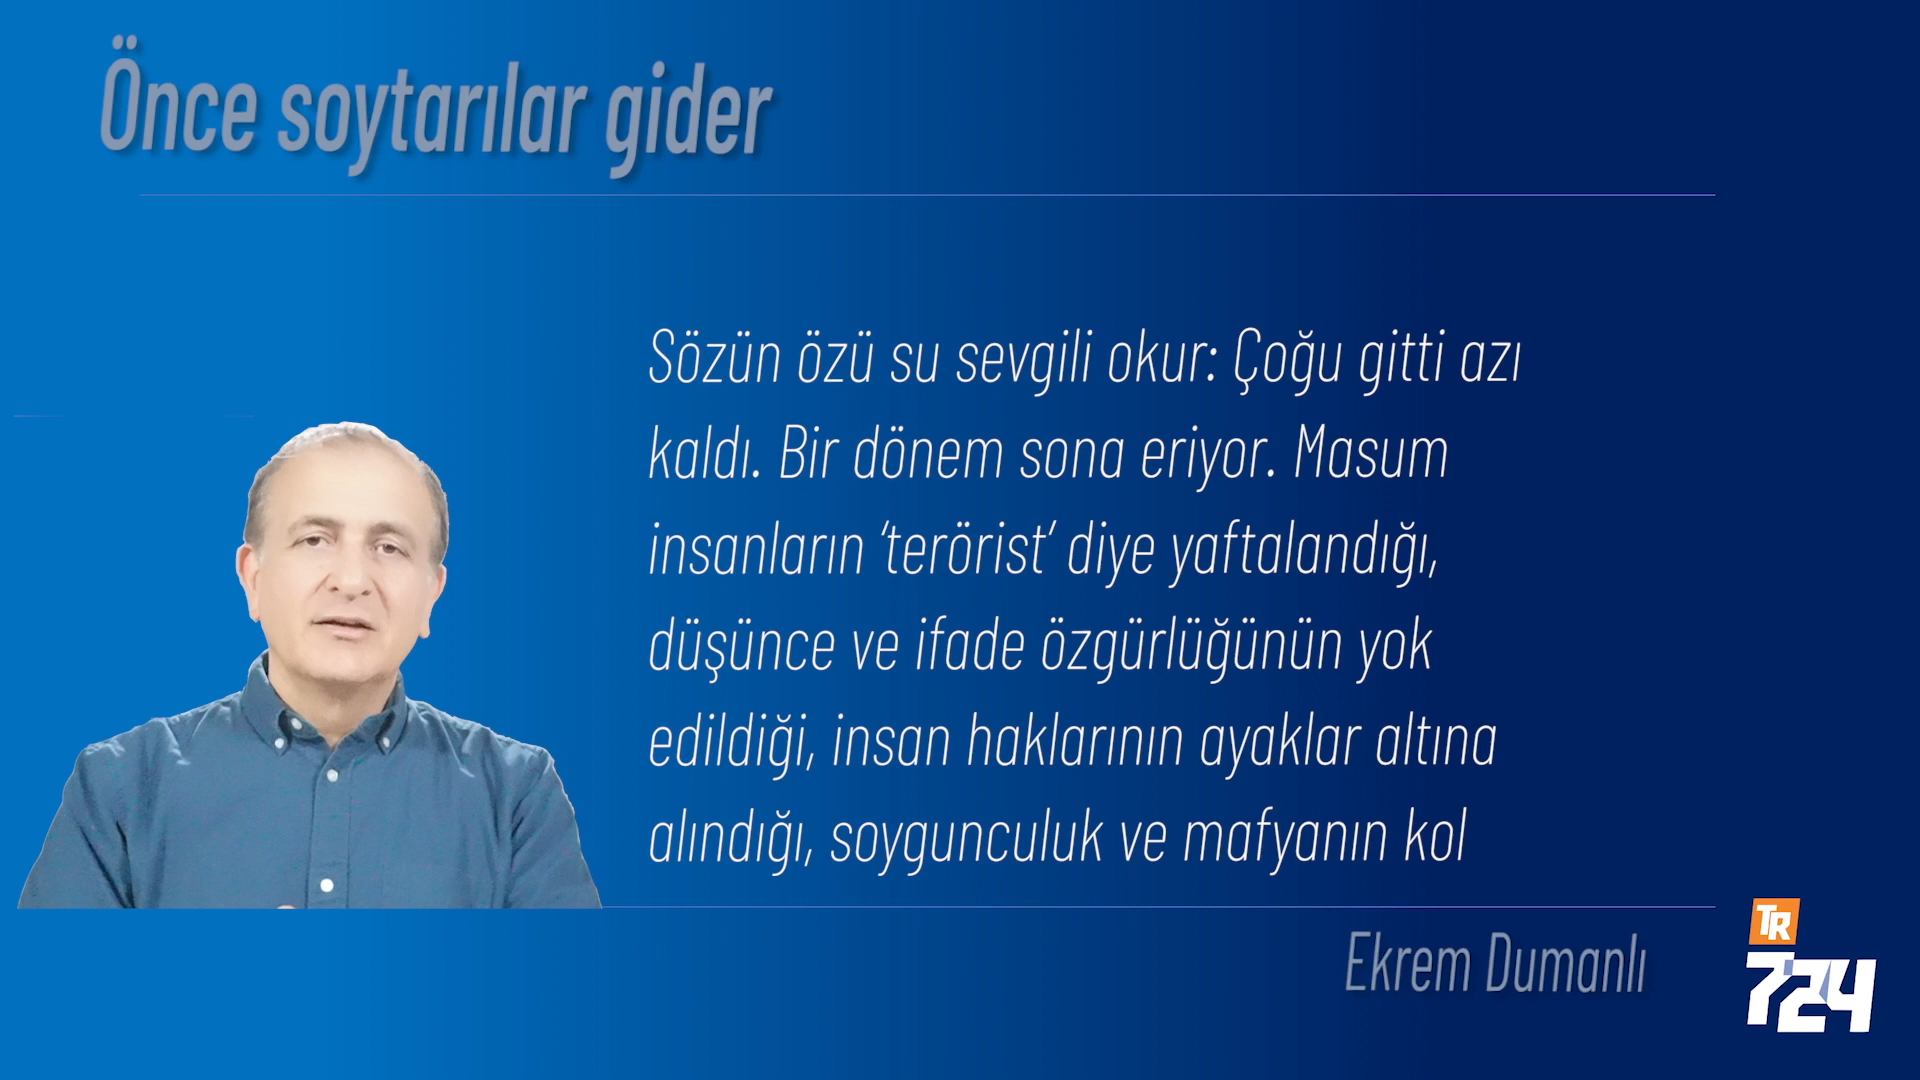 Önce soytarılar gider
Sözün özü su sevgili okur: Çoğu gitti azı
kaldı. Bir dönem sona eriyor. Masum
insanların ‘terörist’ diye yaftalandığı,
düşünce ve ifade özgürlüğünün yok
edildiği, insan haklarının ayaklar altına
alındığı, soygunculuk ve mafyanın kol
Ekrem Dumanlı
TR
724